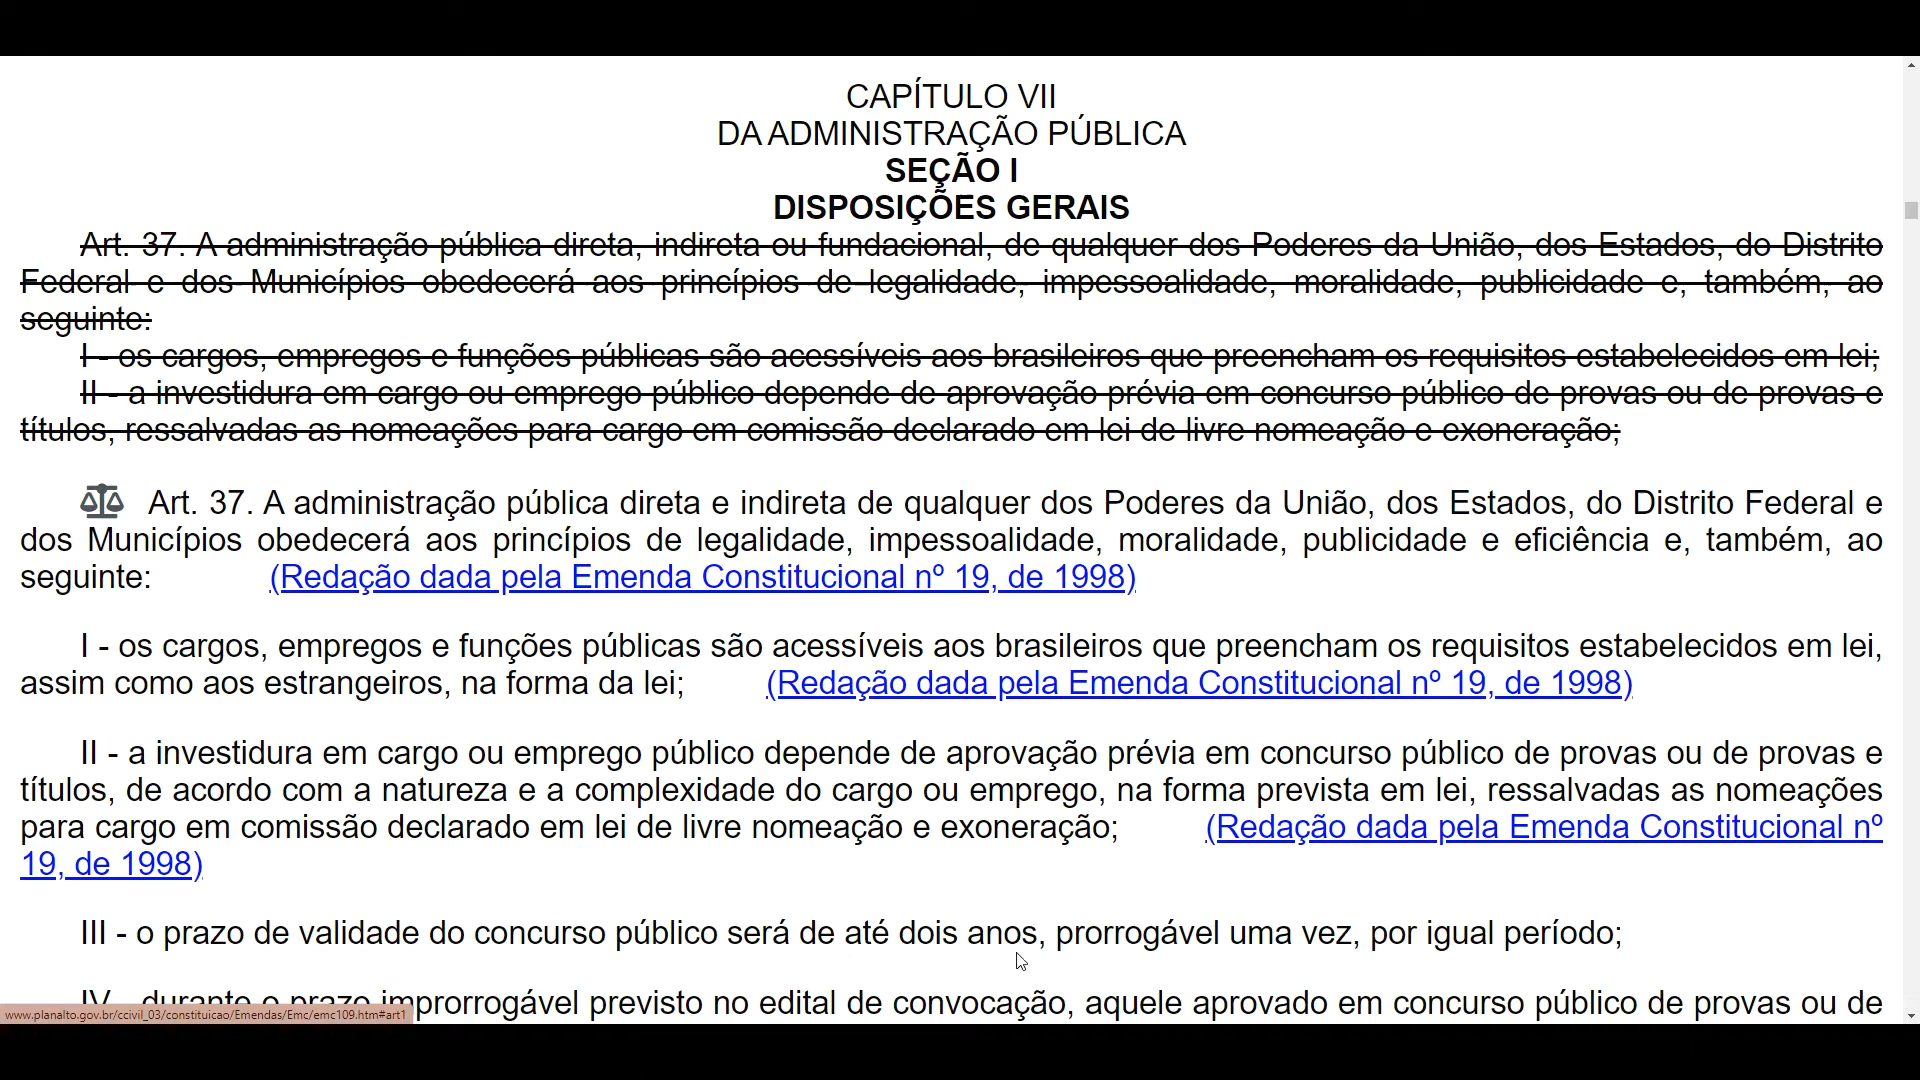 CAPÍTULO VII
DA ADMINISTRAÇÃO PÚBLICA
SEÇÃO I
DISPOSIÇÕES GERAIS
Art. 37. A administração pública direta, indireta ou fundacional, de qualquer dos Poderes da União, dos Estados, do Distrito
Federal e dos Municípios obedecerá aos princípios de legalidade, impessoalidade, moralidade, publicidade e, também, ao
seguinte:
I - os cargos, empregos e funções públicas são acessíveis aos brasileiros que preencham os requisitos estabelecidos em lei;
II - a investidura em cargo ou emprego público depende de aprovação prévia em concurso público de provas ou de provas e
títulos, ressalvadas as nomeações para cargo em comissão declarado em lei de livre nomeação e exoneração;
Art. 37. A administração pública direta e indireta de qualquer dos Poderes da União, dos Estados, do Distrito Federal e
dos Municípios obedecerá aos princípios de legalidade, impessoalidade, moralidade, publicidade e eficiência e, também, ao
seguinte: (Redação dada pela Emenda Constitucional nº 19, de 1998)
I - os cargos, empregos e funções públicas são acessíveis aos brasileiros que preencham os requisitos estabelecidos em lei,
assim como aos estrangeiros, na forma da lei; (Redação dada pela Emenda Constitucional nº 19, de 1998)
II - a investidura em cargo ou emprego público depende de aprovação prévia em concurso público de provas ou de provas e
títulos, de acordo com a natureza e a complexidade do cargo ou emprego, na forma prevista em lei, ressalvadas as nomeações
para cargo em comissão declarado em lei de livre nomeação e exoneração; (Redação dada pela Emenda Constitucional nº
19, de 1998)
III - o prazo de validade do concurso público será de até dois anos, prorrogável uma vez, por igual período;
IV - durante o prazo improrrogável previsto no edital de convocação, aquele aprovado em concurso público de provas ou de
www.planalto.gov.br/ccivil_03/constituicao/Emendas/Emc/emc109.htm#art1